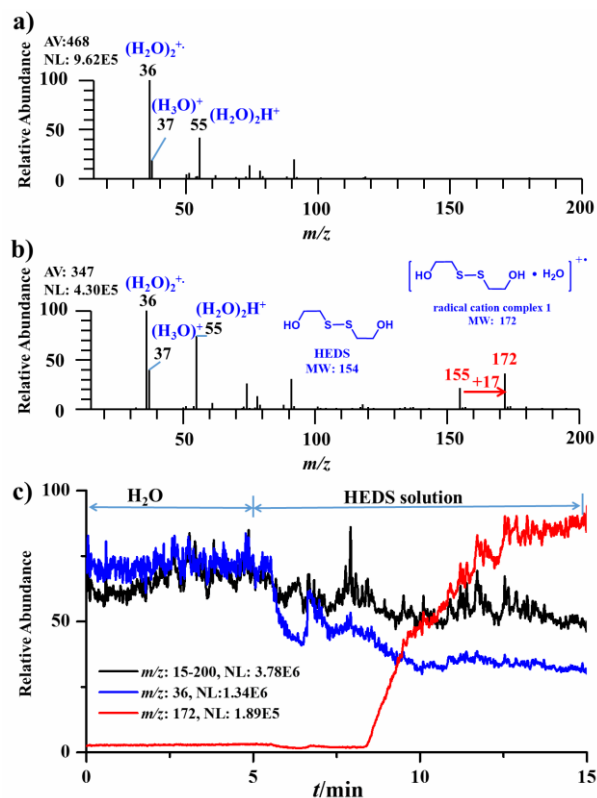 a)
AV:468
NL: 9.62E5
(H2O)2+·
36
(H3O)+
37
(H2O)2H+
55
Relative Abundance
100
50
0
50
100
150
200
m/z
b)
AV: 347
NL: 4.30E5
(H2O)2+·
36
(H3O)+
37
(H2O)2H+
55
HO S S OH
HEDS
MW: 154
[HO S S OH • H2O]+•
radical cation complex 1
MW: 172
155
+17
172
Relative Abundance
100
50
0
50
100
150
200
m/z
c)
H2O
HEDS solution
Relative Abundance
100
50
0
m/z: 15-200, NL: 3.78E6
m/z: 36, NL:1.34E6
m/z: 172, NL: 1.89E5
0
5
10
15
t/min